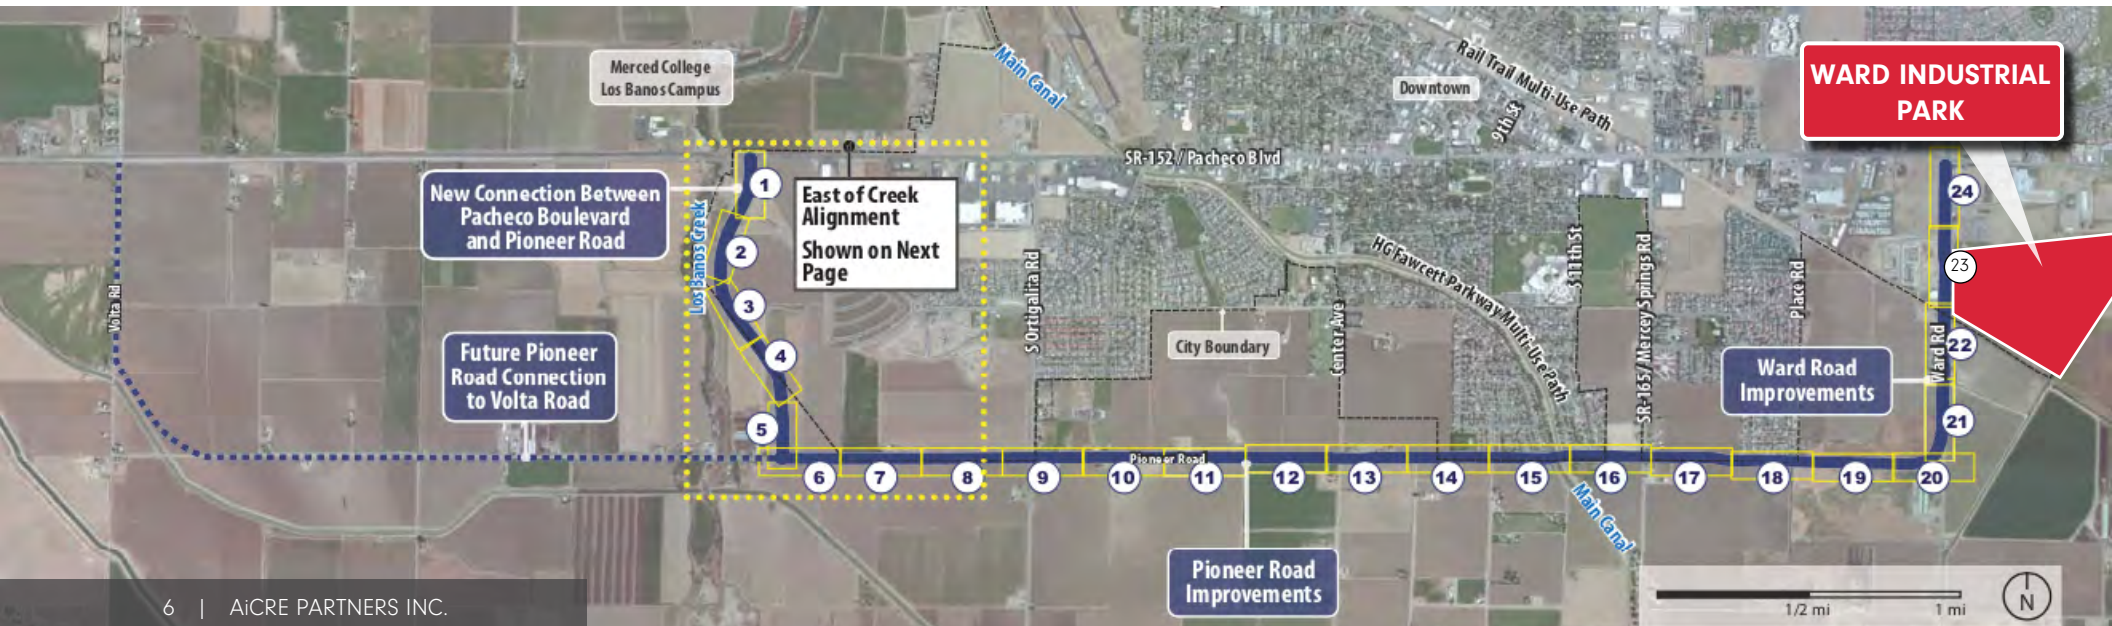 Merced College
Los Banos Campus
Main Canal
Downtown
Rail Trail Multi-Use Path
9th St
WARD INDUSTRIAL
PARK
SR-152 / Pacheco Blvd
New Connection Between
Pacheco Boulevard
and Pioneer Road
East of Creek
Alignment
Shown on Next
Page
Los Banos Creek
Volta Rd
S Ortigalita Rd
Center Ave
City Boundary
HG Fawcett Parkway Multi-Use Path
S 11th St
SR-165 / Mercey Springs Rd
Place Rd
Ward Rd
Future Pioneer
Road Connection
to Volta Road
Ward Road
Improvements
1
2
3
4
5
6
7
8
9
10
11
12
13
14
15
16
17
18
19
20
21
22
23
24
Pioneer Road
Main Canal
Pioneer Road
Improvements
1/2 mi
1 mi
N
6 | AiCRE PARTNERS INC.